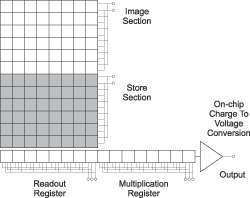 Image
Section
Store
Section
On-chip
Charge To
Voltage
Conversion
Output
Readout
Register
Multiplication
Register